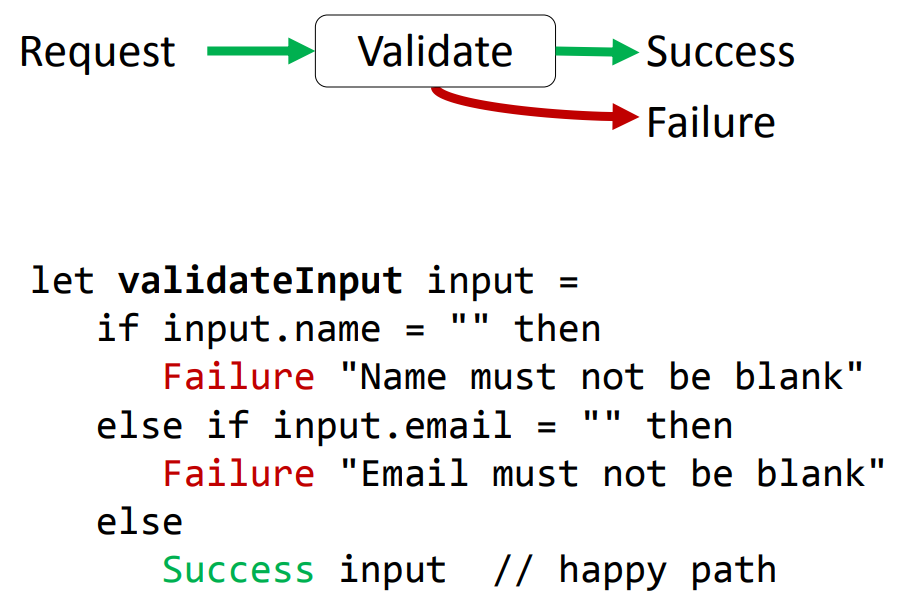 Request Validate Success
Failure
let validateInput input =
if input.name = "" then
Failure "Name must not be blank"
else if input.email = "" then
Failure "Email must not be blank"
else
Success input // happy path